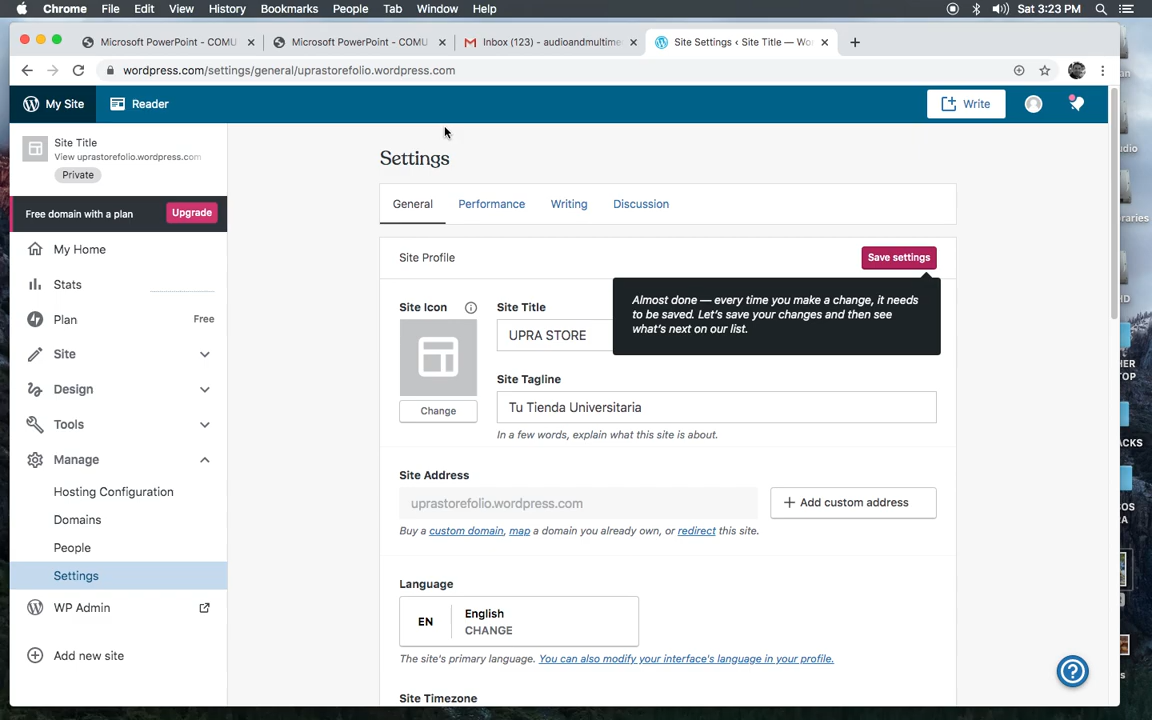 Chrome File Edit View History Bookmarks People Tab Window Help Sat 3:23 PM
Microsoft PowerPoint - COMU
Microsoft PowerPoint - COMU
Inbox (123) - audioandmultime
Site Settings ‹ Site Title — Wo
wordpress.com/settings/general/uprastorefolio.wordpress.com
My Site
Reader
Write
Site Title
View uprastorefolio.wordpress.com
Private
Free domain with a plan
Upgrade
My Home
Stats
Plan
Free
Site
Design
Tools
Manage
Hosting Configuration
Domains
People
Settings
WP Admin
Add new site
Settings
General
Performance
Writing
Discussion
Site Profile
Save settings
Almost done — every time you make a change, it needs
to be saved. Let's save your changes and then see
what's next on our list.
Site Icon
Change
Site Title
UPRA STORE
Site Tagline
Tu Tienda Universitaria
In a few words, explain what this site is about.
Site Address
uprastorefolio.wordpress.com
Add custom address
Buy a custom domain, map a domain you already own, or redirect this site.
Language
EN
English
CHANGE
The site's primary language. You can also modify your interface's language in your profile.
Site Timezone